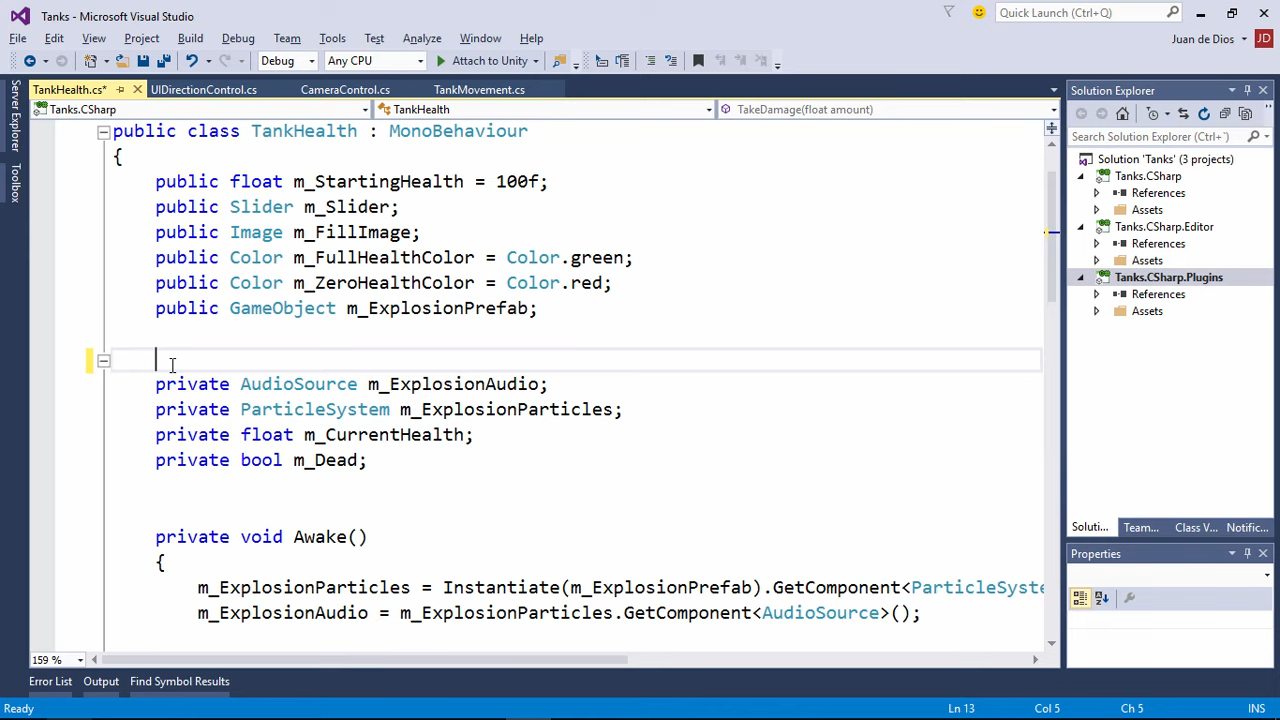 Tanks - Microsoft Visual Studio
Quick Launch (Ctrl+Q)
File Edit View Project Build Debug Team Tools Test Analyze Window Help
Juan de Dios JD
Debug Any CPU Attach to Unity
Server Explorer
Toolbox
TankHealth.cs* UIDirectionControl.cs CameraControl.cs TankMovement.cs
Tanks.CSharp TankHealth TakeDamage(float amount)
public class TankHealth : MonoBehaviour
{
public float m_StartingHealth = 100f;
public Slider m_Slider;
public Image m_FillImage;
public Color m_FullHealthColor = Color.green;
public Color m_ZeroHealthColor = Color.red;
public GameObject m_ExplosionPrefab;
private AudioSource m_ExplosionAudio;
private ParticleSystem m_ExplosionParticles;
private float m_CurrentHealth;
private bool m_Dead;
private void Awake()
{
m_ExplosionParticles = Instantiate(m_ExplosionPrefab).GetComponent<ParticleSyste
m_ExplosionAudio = m_ExplosionParticles.GetComponent<AudioSource>();
159 %
Solution Explorer
Search Solution Explorer (Ctrl+
Solution 'Tanks' (3 projects)
Tanks.CSharp
References
Assets
Tanks.CSharp.Editor
References
Assets
Tanks.CSharp.Plugins
References
Assets
Soluti... Team... Class V... Notific...
Properties
Error List Output Find Symbol Results
Ready Ln 13 Col 5 Ch 5 INS